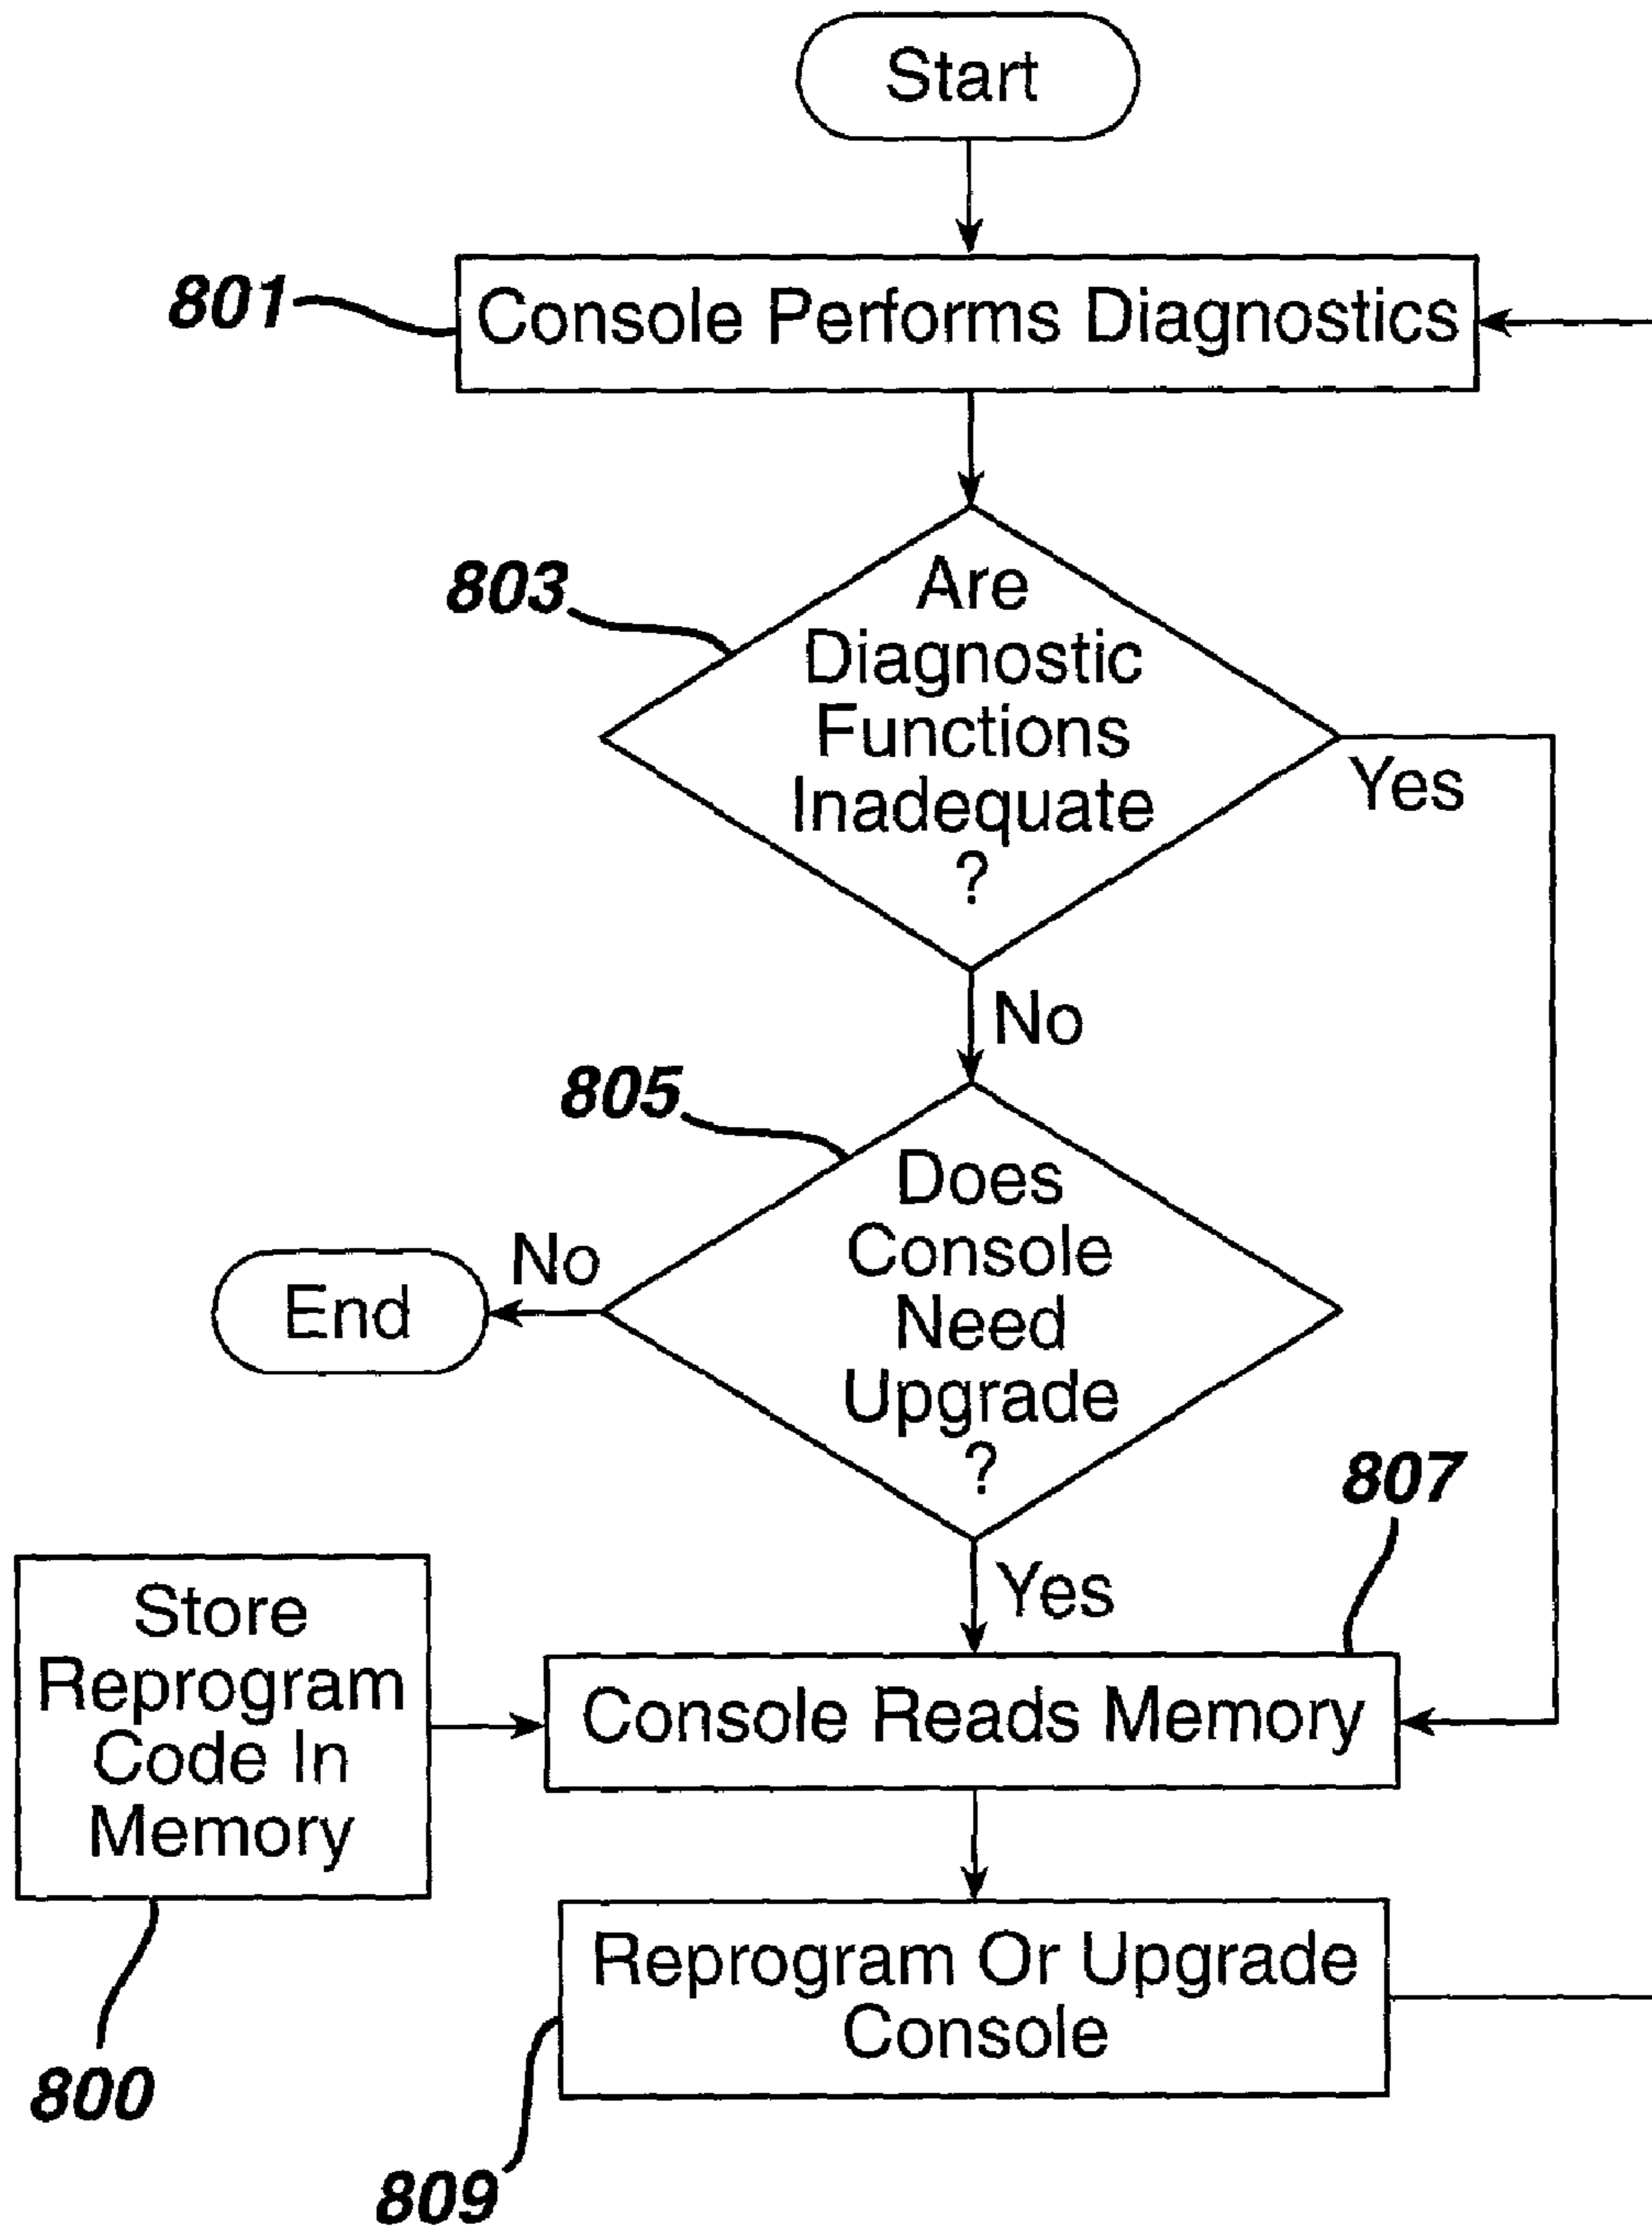 Start
801
Console Performs Diagnostics
803
Are
Diagnostic
Functions
Inadequate
?
Yes
No
805
Does
Console
Need
Upgrade
?
No
End
807
Yes
Store
Reprogram
Code In
Memory
Console Reads Memory
Reprogram Or Upgrade
Console
800
809